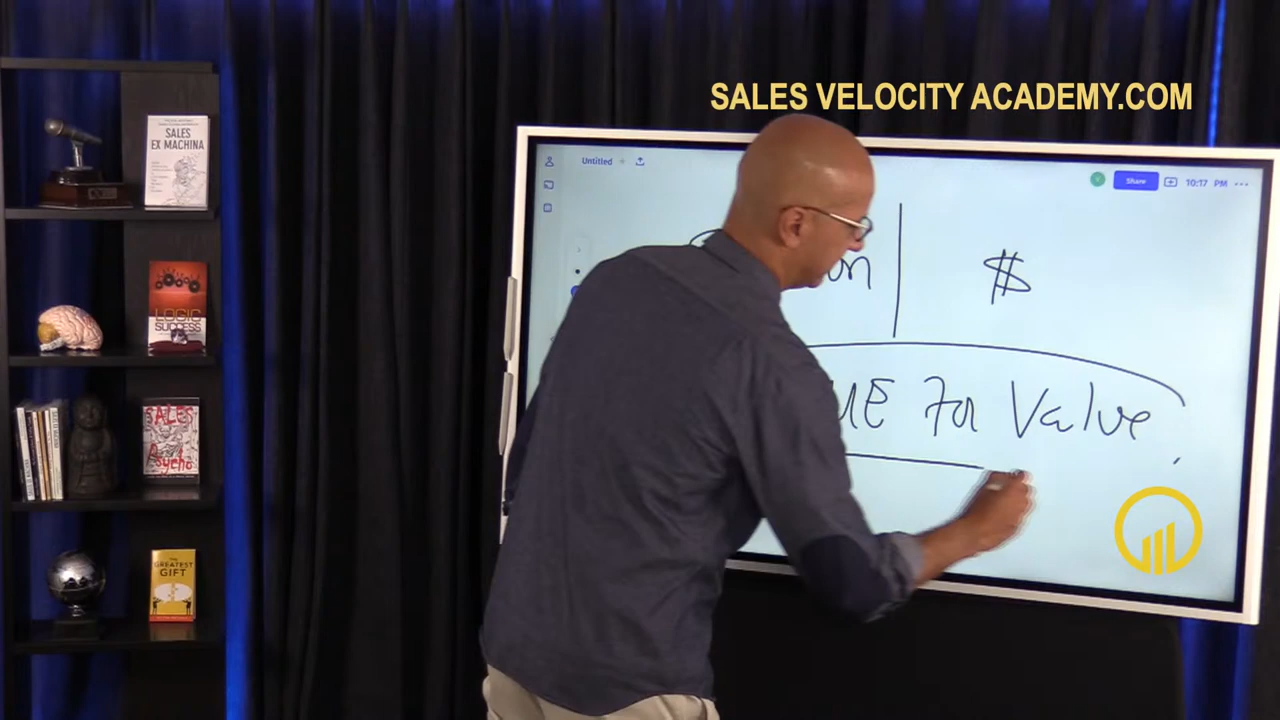 SALES VELOCITY ACADEMY.COM
SALES
EX MACHINA
Untitled
Share
10:17 PM
on
$
LOGIC
SUCCESS
UE For Value
SALES
Psycho
THE
GREATEST
GIFT